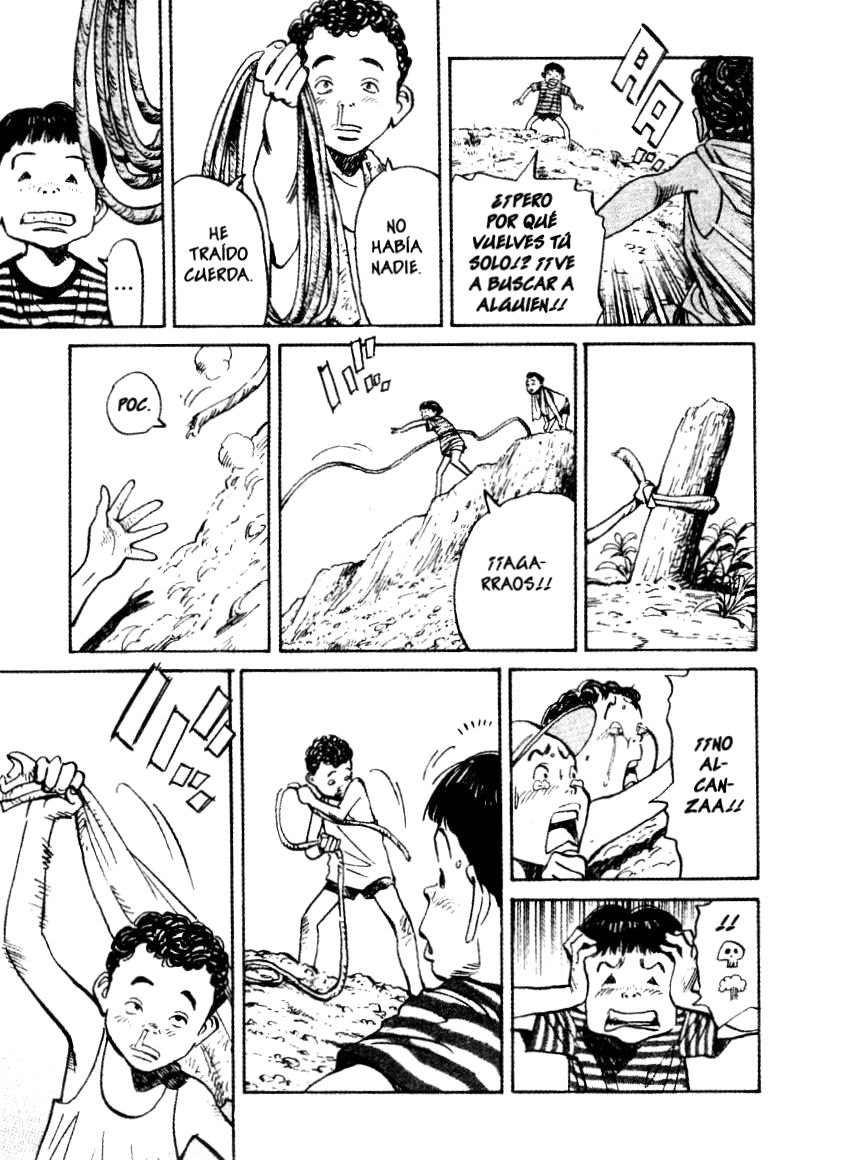 ¿¡PERO
POR QUÉ
VUELVES TÚ
SOLO!? ¡¡VE
A BUSCAR A
ALGUIEN!!
NO
HABÍA
NADIE.
HE
TRAÍDO
CUERDA.
...
¡¡AGA-
RRAOS!!
POC.
¡¡NO
AL-
CAN-
ZAA!!
!!